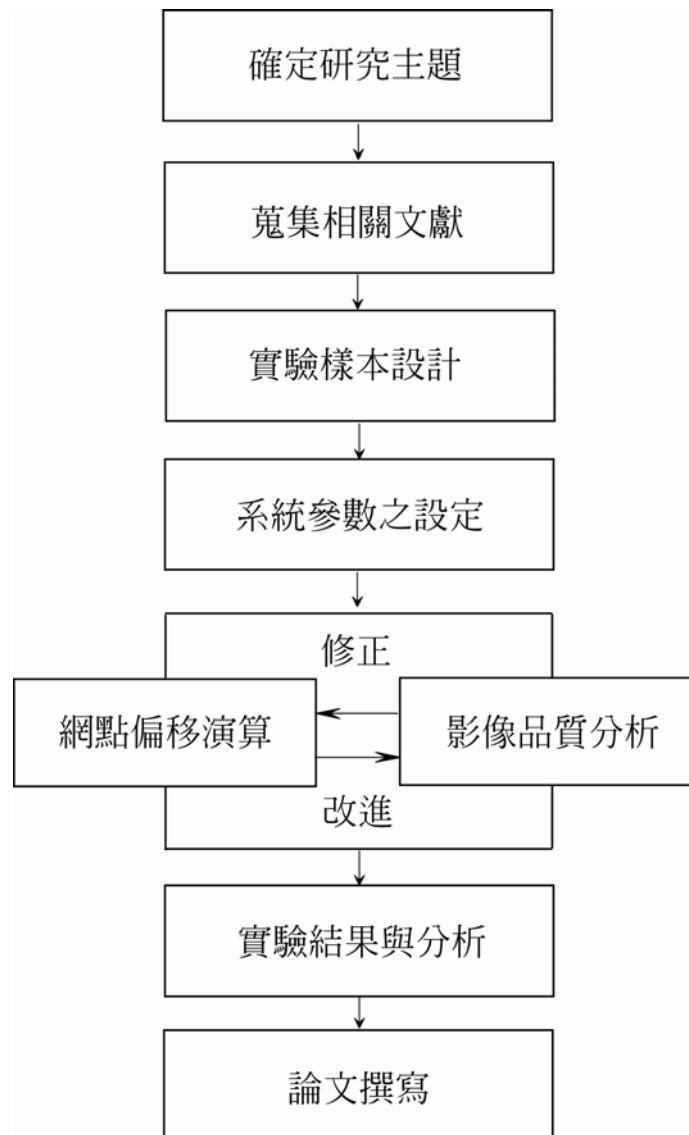 確定研究主題
蒐集相關文獻
實驗樣本設計
系統參數之設定
修正
網點偏移演算
影像品質分析
改進
實驗結果與分析
論文撰寫